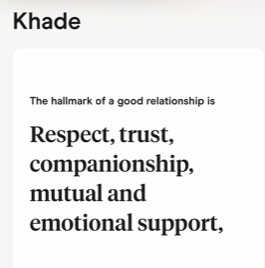 Khade
The hallmark of a good relationship is
Respect, trust,
companionship,
mutual and
emotional support,